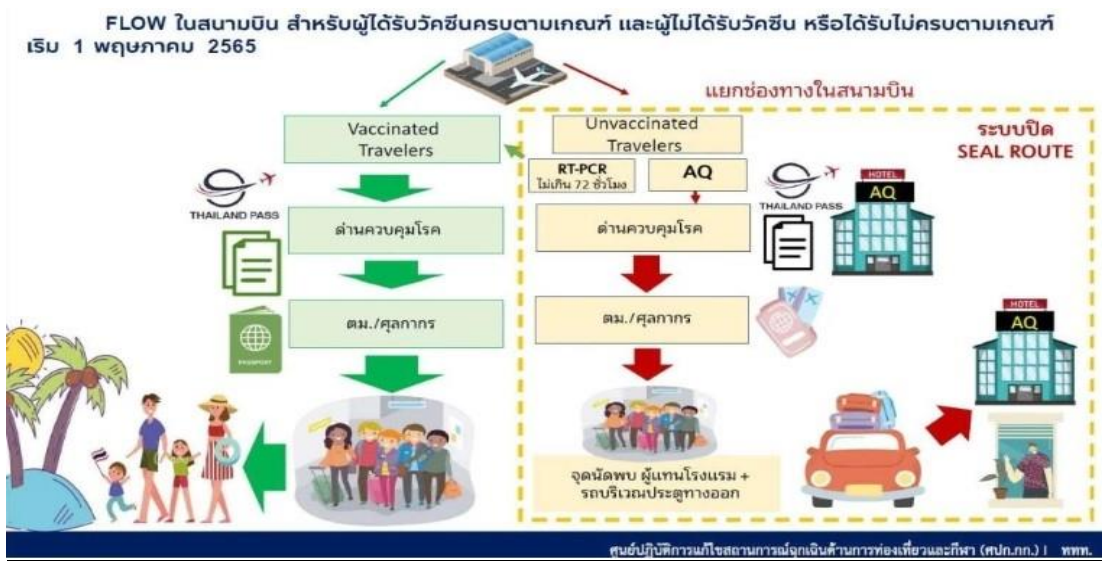 FLOW ในสนามบิน สำหรับผู้ได้รับวัคซีนครบตามเกณฑ์ และผู้ไม่ได้รับวัคซีน หรือได้รับไม่ครบตามเกณฑ์
เริ่ม 1 พฤษภาคม 2565
แยกช่องทางในสนามบิน
Vaccinated
Travelers
Unvaccinated
Travelers
ระบบปิด
SEAL ROUTE
RT-PCR
ไม่เกิน 72 ชั่วโมง
AQ
THAILAND PASS
THAILAND PASS
HOTEL
AQ
ด่านควบคุมโรค
ด่านควบคุมโรค
ตม./ศุลกากร
ตม./ศุลกากร
PASSPORT
HOTEL
AQ
จุดนัดพบ ผู้แทนโรงแรม +
รถบริเวณประตูทางออก
ศูนย์ปฏิบัติการแก้ไขสถานการณ์ฉุกเฉินด้านการท่องเที่ยวและกีฬา (ศปก.กก.) | ททท.